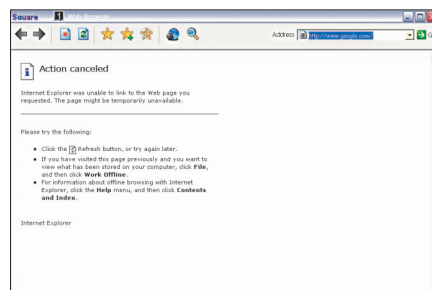 Square Web Browser
Address http://www.google.com/
Action canceled
Internet Explorer was unable to link to the Web page you
requested. The page might be temporarily unavailable.
Please try the following:
Click the Refresh button, or try again later.
If you have visited this page previously and you want to
view what has been stored on your computer, click File,
and then click Work Offline.
For information about offline browsing with Internet
Explorer, click the Help menu, and then click Contents
and Index.
Internet Explorer